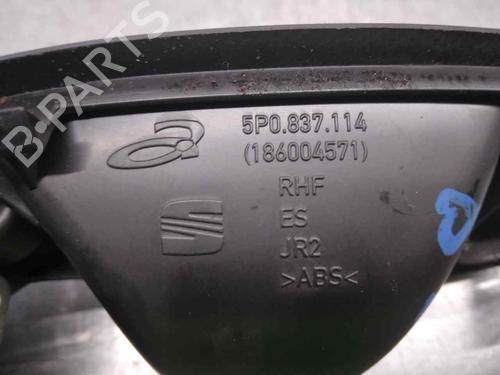 B-PARTS
5P0.837.114
(186004571)
RHF
ES
JR2
>ABS<